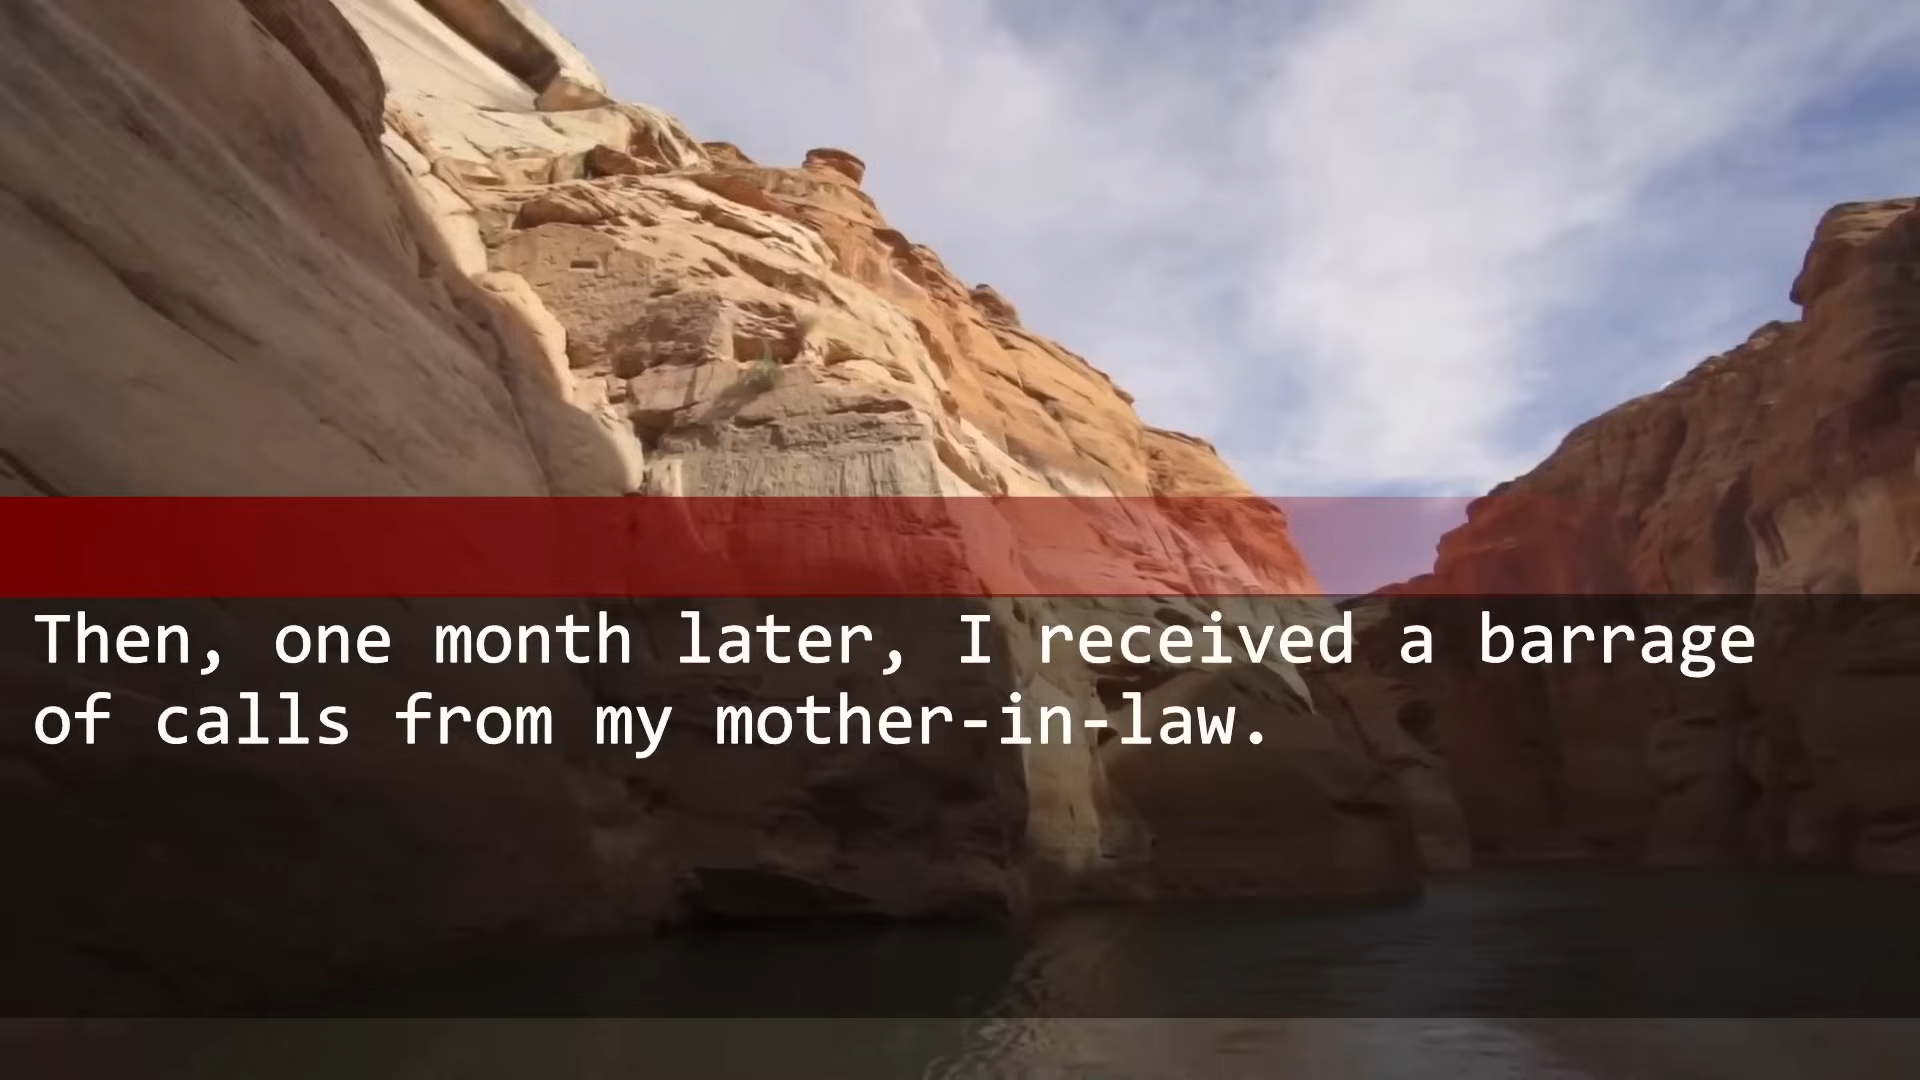 Then, one month later, I received a barrage
of calls from my mother-in-law.